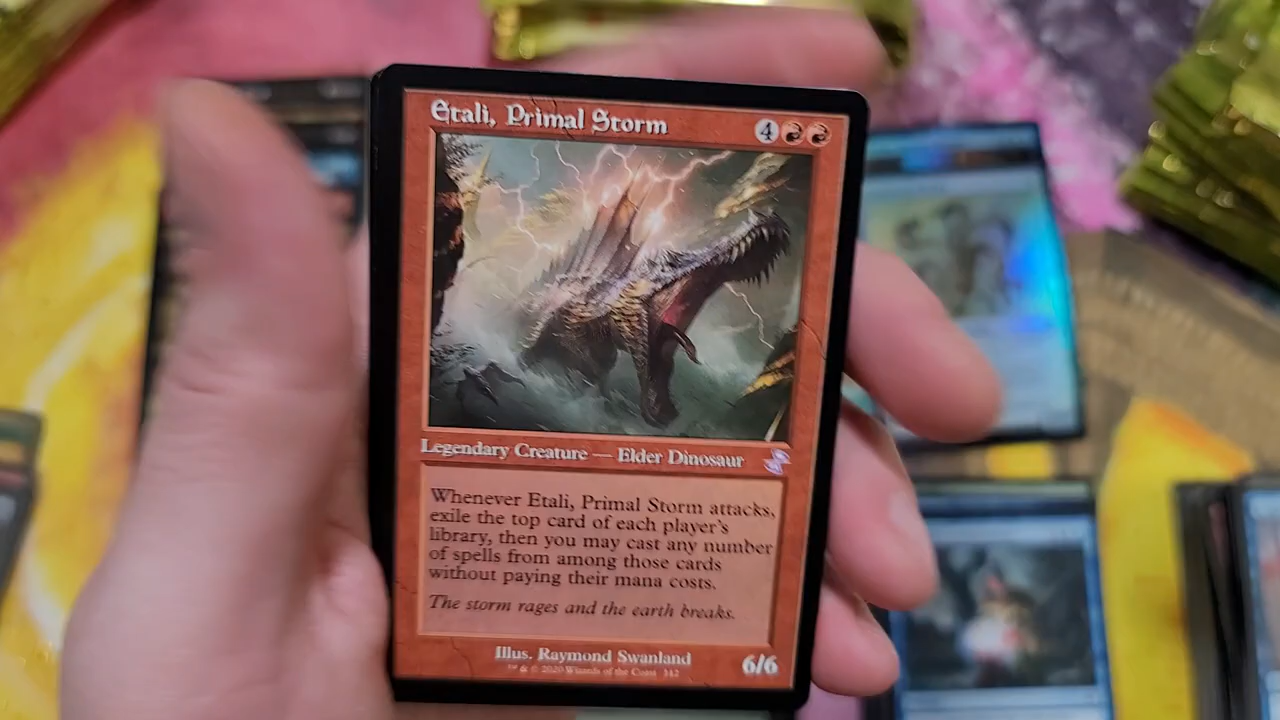 Etali, Primal Storm 4
Legendary Creature — Elder Dinosaur
Whenever Etali, Primal Storm attacks,
exile the top card of each player's
library, then you may cast any number
of spells from among those cards
without paying their mana costs.
The storm rages and the earth breaks.
Illus. Raymond Swanland
™ & © 2020 Wizards of the Coast 342
6/6